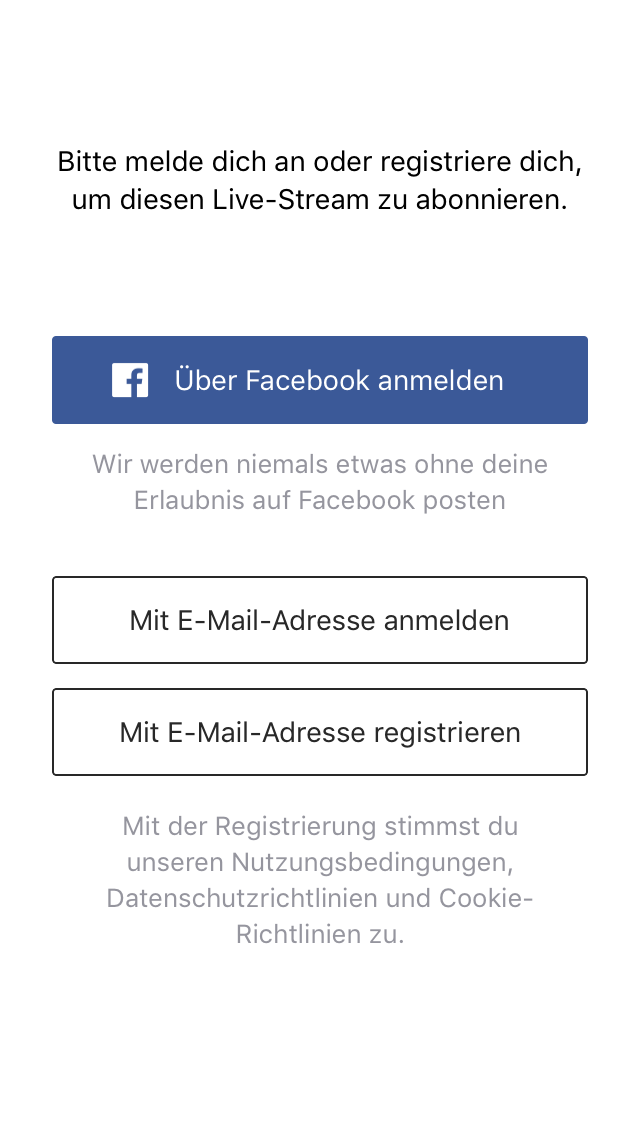 Bitte melde dich an oder registriere dich,
um diesen Live-Stream zu abonnieren.
Über Facebook anmelden
Wir werden niemals etwas ohne deine
Erlaubnis auf Facebook posten
Mit E-Mail-Adresse anmelden
Mit E-Mail-Adresse registrieren
Mit der Registrierung stimmst du
unseren Nutzungsbedingungen,
Datenschutzrichtlinien und Cookie-
Richtlinien zu.